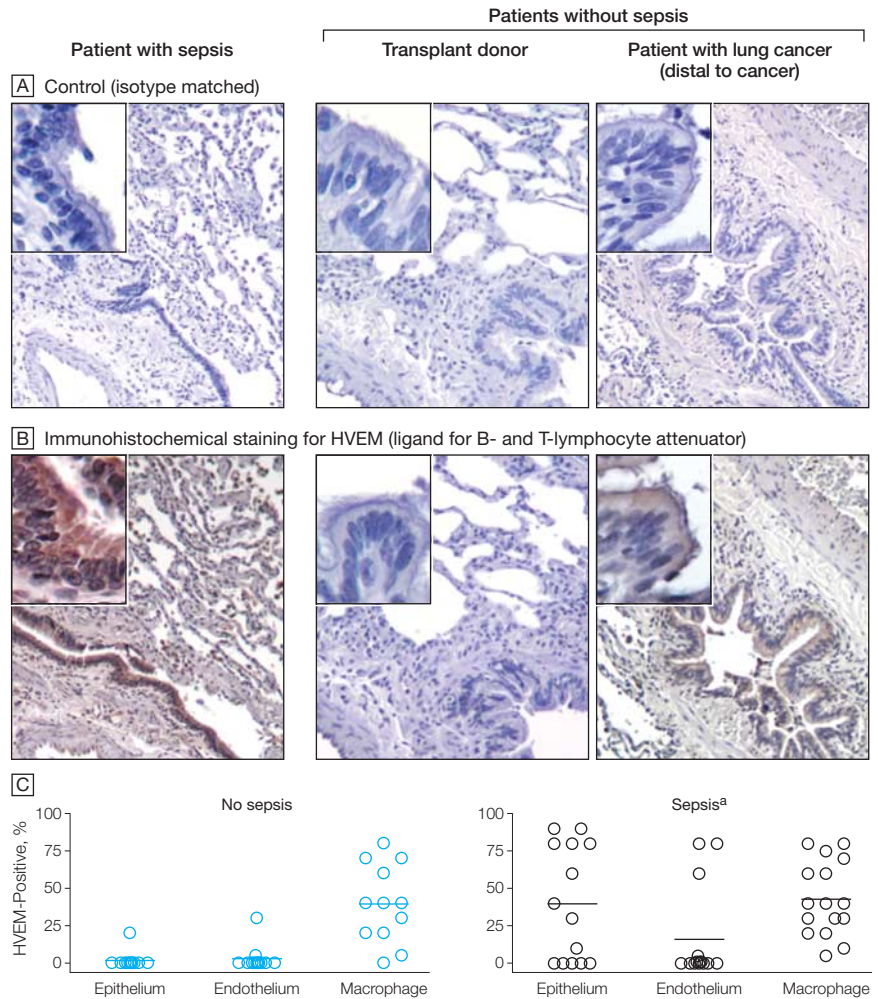 Patients without sepsis
Patient with sepsis
Transplant donor
Patient with lung cancer
(distal to cancer)
A Control (isotype matched)
B Immunohistochemical staining for HVEM (ligand for B- and T-lymphocyte attenuator)
C
No sepsis
Sepsisᵃ
HVEM-Positive, %
100
75
50
25
0
Epithelium
Endothelium
Macrophage
100
75
50
25
0
Epithelium
Endothelium
Macrophage